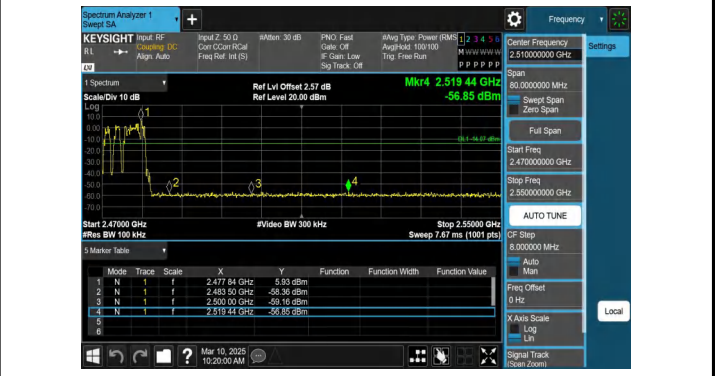 Spectrum Analyzer 1
Swept SA
Frequency
KEYSIGHT
Input: RF
Coupling: DC
Align: Auto
Input Z: 50 Ω
Corr CCorr RCal
Freq Ref: Int (S)
#Atten: 30 dB
PNO: Fast
Gate: Off
IF Gain: Low
Sig Track: Off
#Avg Type: Power (RMS
Avg|Hold: 100/100
Trig: Free Run
1 2 3 4 5 6
M W W W W W
P P P P P P
R L
LXI
1 Spectrum
Scale/Div 10 dB
Ref Lvl Offset 2.57 dB
Ref Level 20.00 dBm
Mkr4 2.519 44 GHz
-56.85 dBm
Log
10.0
0.00
-10.0
-20.0
-30.0
-40.0
-50.0
-60.0
-70.0
1
2
3
4
DL1 -14.07 dBm
Start 2.47000 GHz
#Res BW 100 kHz
#Video BW 300 kHz
Stop 2.55000 GHz
Sweep 7.67 ms (1001 pts)
5 Marker Table
Mode Trace Scale X Y Function Function Width Function Value
1 N 1 f 2.477 84 GHz 5.93 dBm
2 N 1 f 2.483 50 GHz -58.36 dBm
3 N 1 f 2.500 00 GHz -59.16 dBm
4 N 1 f 2.519 44 GHz -56.85 dBm
5
6
Mar 10, 2025
10:20:00 AM
Center Frequency
2.510000000 GHz
Settings
Span
80.0000000 MHz
Swept Span
Zero Span
Full Span
Start Freq
2.470000000 GHz
Stop Freq
2.550000000 GHz
AUTO TUNE
CF Step
8.000000 MHz
Auto
Man
Freq Offset
0 Hz
X Axis Scale
Log
Lin
Local
Signal Track
(Span Zoom)